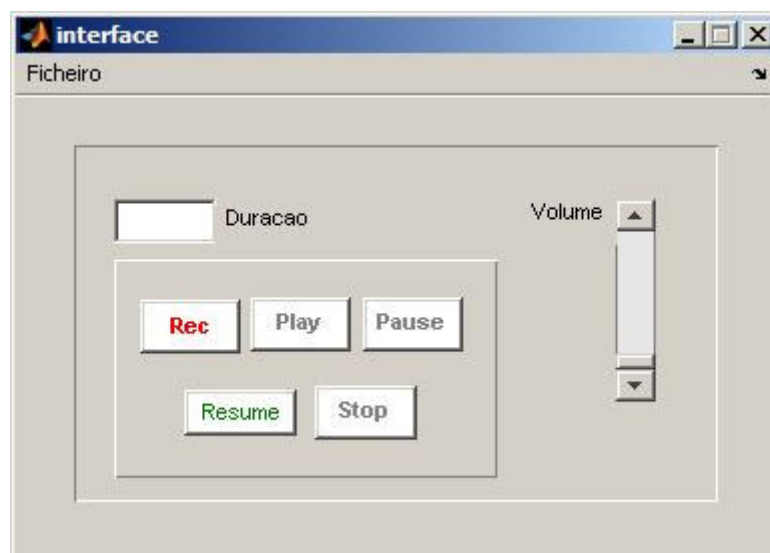 interface
Ficheiro
Duracao
Volume
Rec Play Pause
Resume Stop